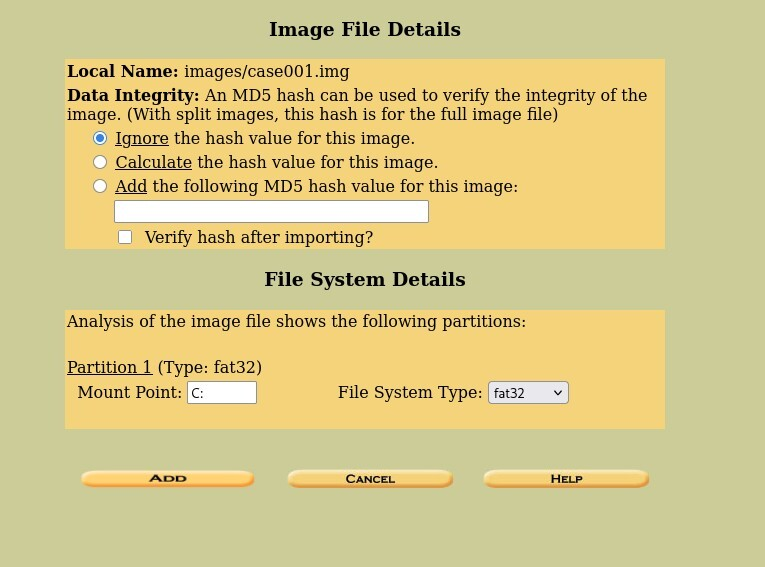 Image File Details
Local Name: images/case001.img
Data Integrity: An MD5 hash can be used to verify the integrity of the
image. (With split images, this hash is for the full image file)
Ignore the hash value for this image.
Calculate the hash value for this image.
Add the following MD5 hash value for this image:
Verify hash after importing?
File System Details
Analysis of the image file shows the following partitions:
Partition 1 (Type: fat32)
Mount Point: C: File System Type: fat32
ADD CANCEL HELP